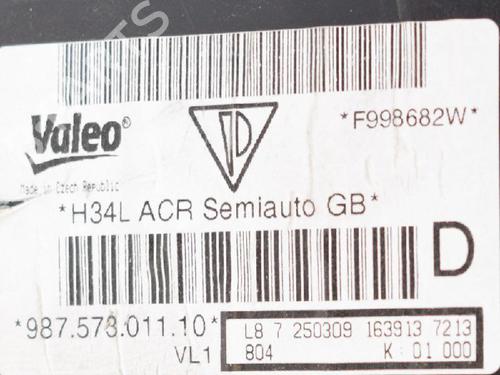 Valeo®
*F998682W*
Made in Czech Republic
*H34L ACR Semiauto GB*
D
*987.573.011.10*
VL1
L8 7 250309 163913 7213
804 K 01 000